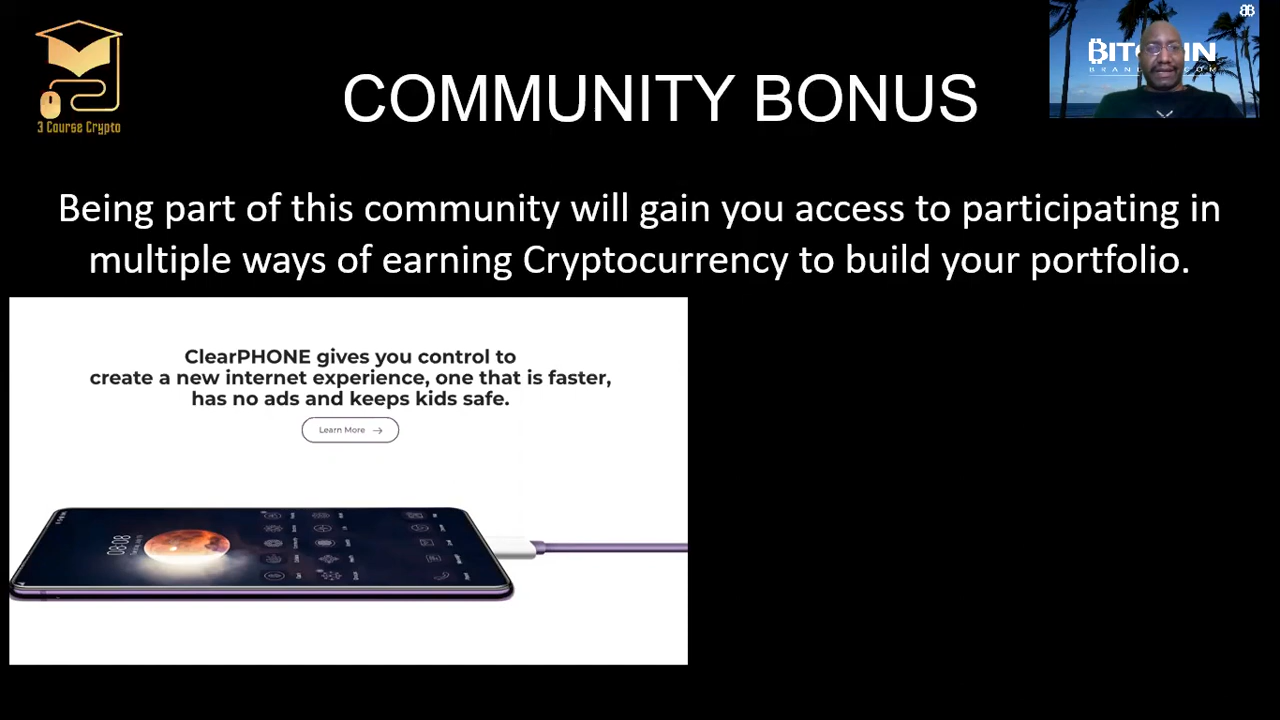 3 Course Crypto
COMMUNITY BONUS
Being part of this community will gain you access to participating in
multiple ways of earning Cryptocurrency to build your portfolio.
ClearPHONE gives you control to
create a new internet experience, one that is faster,
has no ads and keeps kids safe.
Learn More
08:08